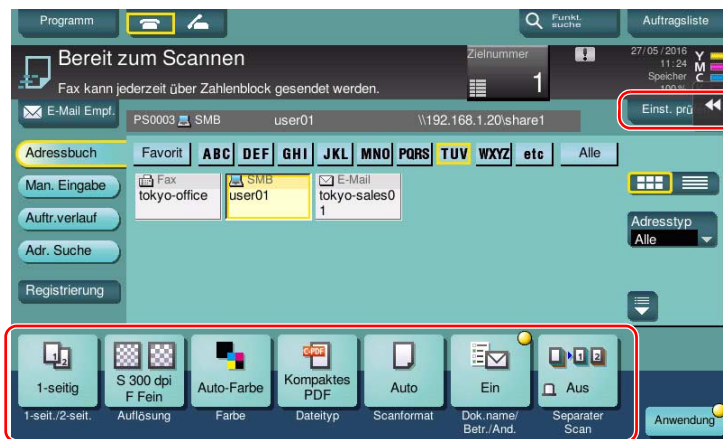 Programm
Funkt.
suche
Auftragsliste
Bereit zum Scannen
Fax kann jederzeit über Zahlenblock gesendet werden.
Zielnummer
1
27/05/2016
11:24
Speicher
100 %
Y
M
C
E-Mail Empf.
PS0003 SMB user01 \\192.168.1.20\share1
Einst. prü
Adressbuch
Favorit ABC DEF GHI JKL MNO PQRS TUV WXYZ etc Alle
Man. Eingabe
Auftr.verlauf
Adr. Suche
Registrierung
Fax
tokyo-office
SMB
user01
E-Mail
tokyo-sales0
1
Adresstyp
Alle
1-seitig
1-seit./2-seit.
S 300 dpi
F Fein
Auflösung
Auto-Farbe
Farbe
C-PDF
Kompaktes
PDF
Dateityp
Auto
Scanformat
Ein
Dok.name/
Betr./And.
1 2
Aus
Separater
Scan
Anwendung